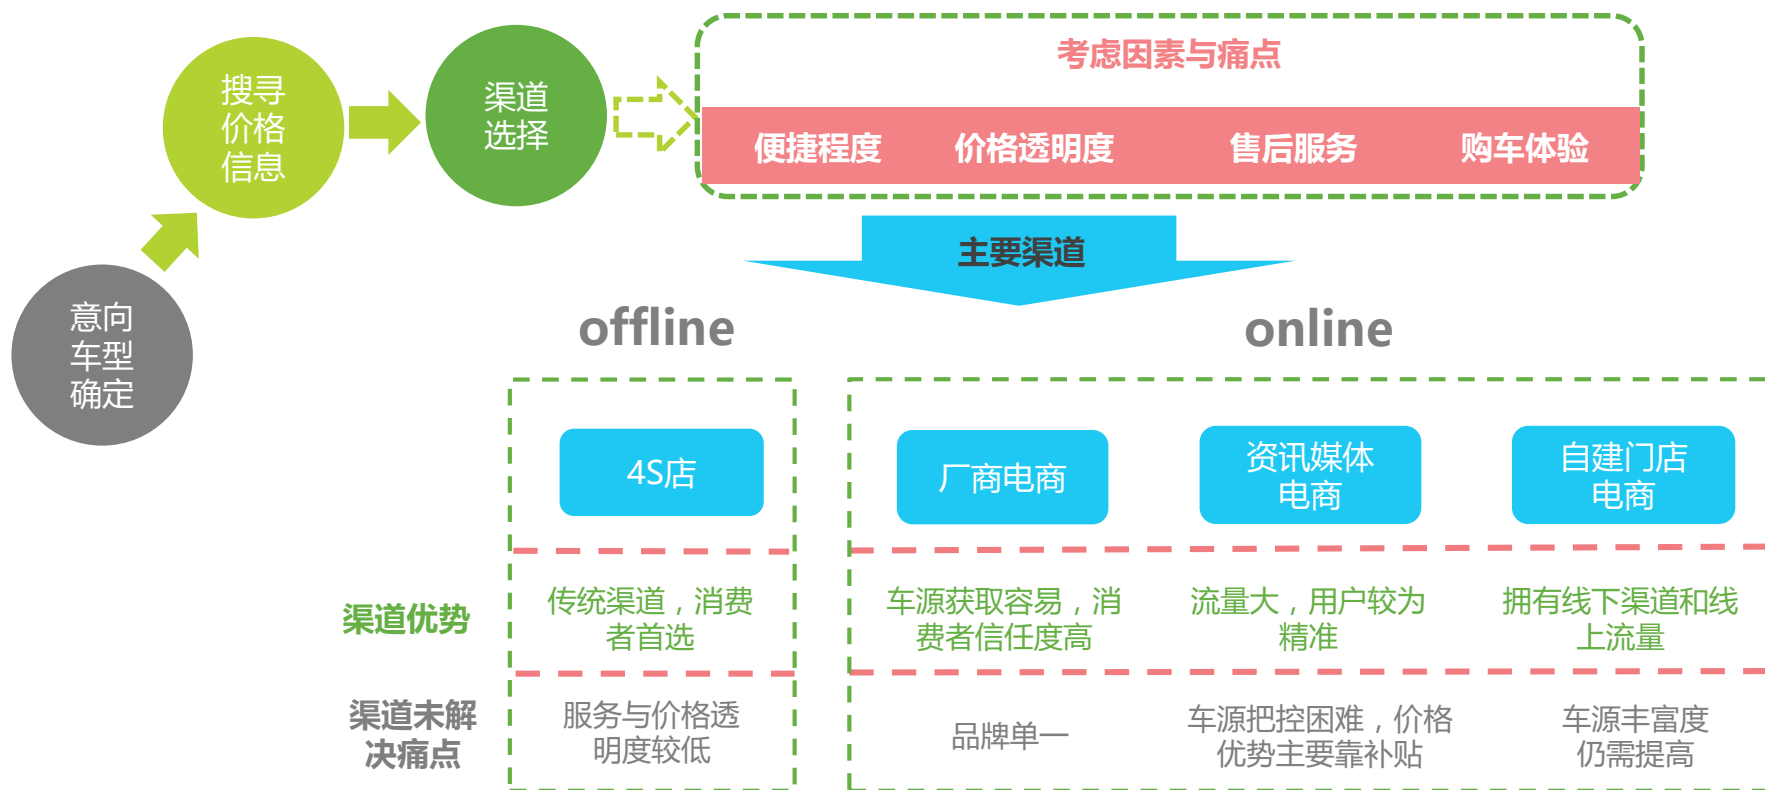 搜寻
价格
信息
渠道
选择
意向
车型
确定
考虑因素与痛点
便捷程度 价格透明度 售后服务 购车体验
主要渠道
offline
online
4S店
厂商电商
资讯媒体
电商
自建门店
电商
渠道优势
传统渠道，消费
者首选
车源获取容易，消
费者信任度高
流量大，用户较为
精准
拥有线下渠道和线
上流量
渠道未解
决痛点
服务与价格透
明度较低
品牌单一
车源把控困难，价格
优势主要靠补贴
车源丰富度
仍需提高